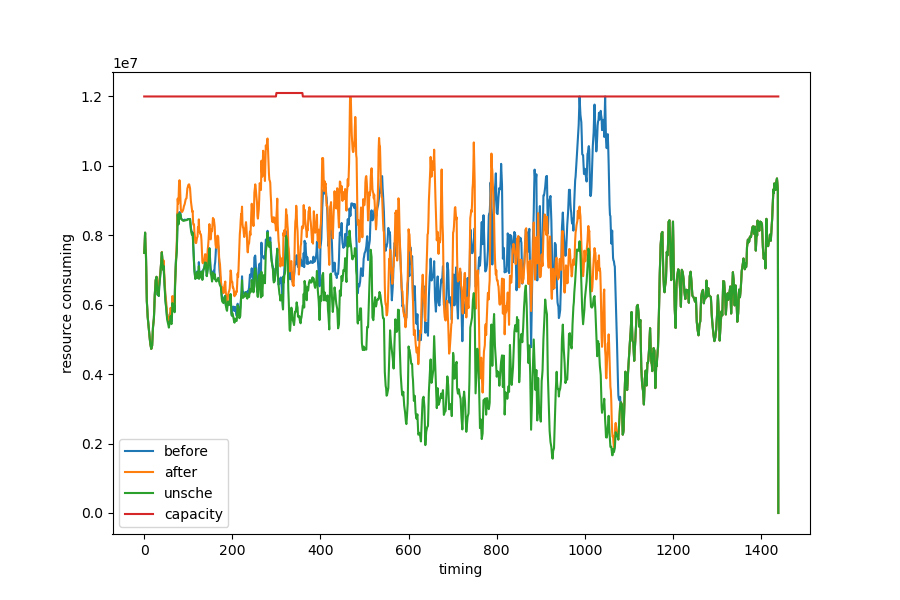 1e7
1.2
1.0
0.8
0.6
0.4
0.2
0.0
resource consuming
before
after
unsche
capacity
0 200 400 600 800 1000 1200 1400
timing